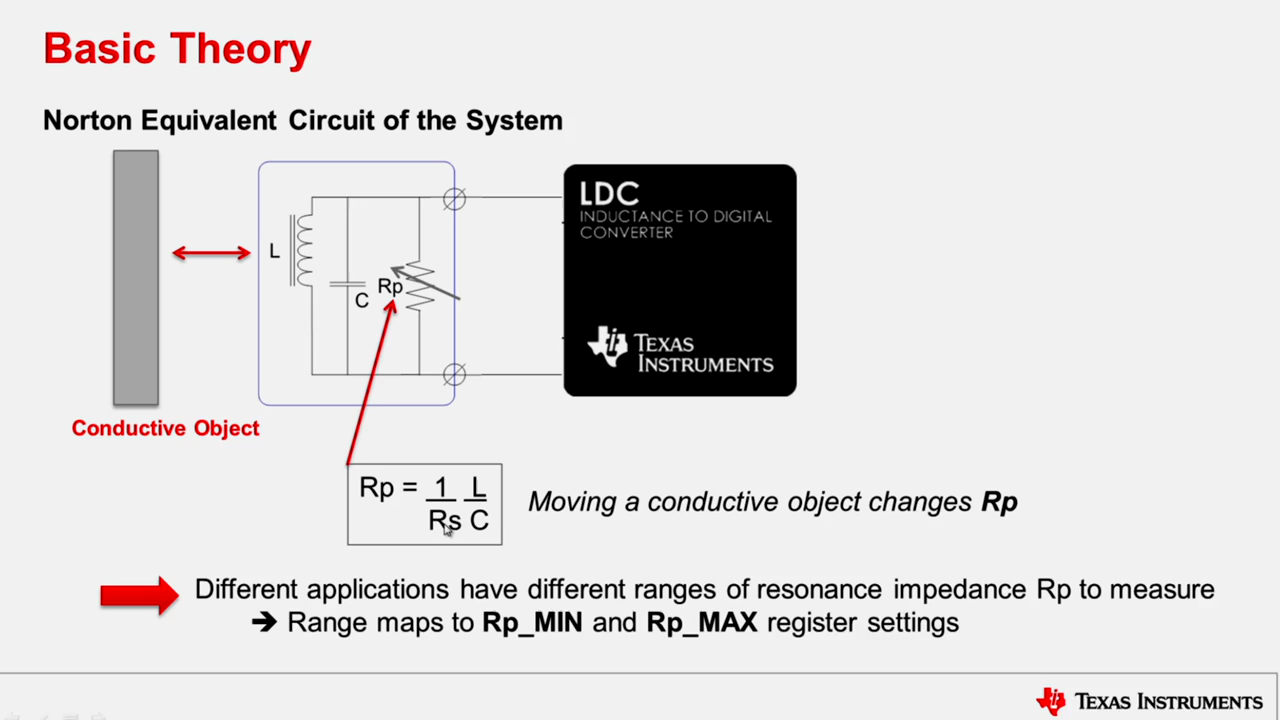 Basic Theory
Norton Equivalent Circuit of the System
LDC
INDUCTANCE TO DIGITAL
CONVERTER
L
Rp
C
TEXAS
INSTRUMENTS
Conductive Object
Rp = 1 L
Rs C
Moving a conductive object changes Rp
Different applications have different ranges of resonance impedance Rp to measure
➔ Range maps to Rp_MIN and Rp_MAX register settings
TEXAS INSTRUMENTS